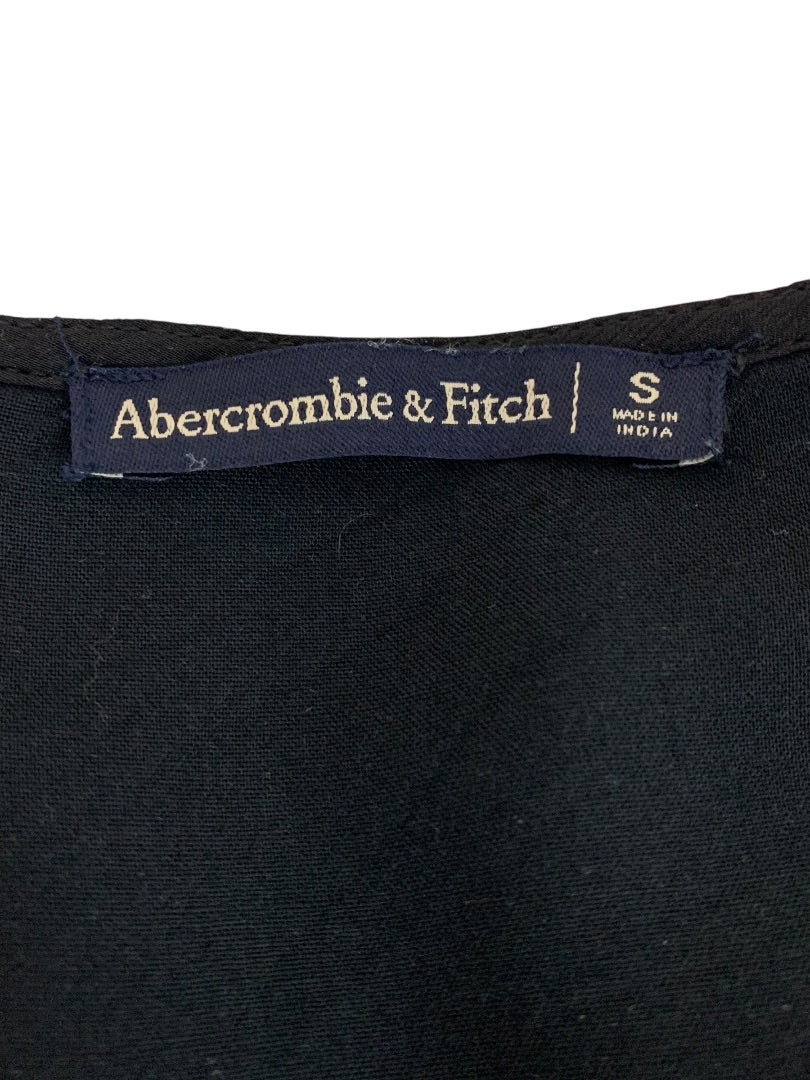 Abercrombie & Fitch | S
MADE IN
INDIA